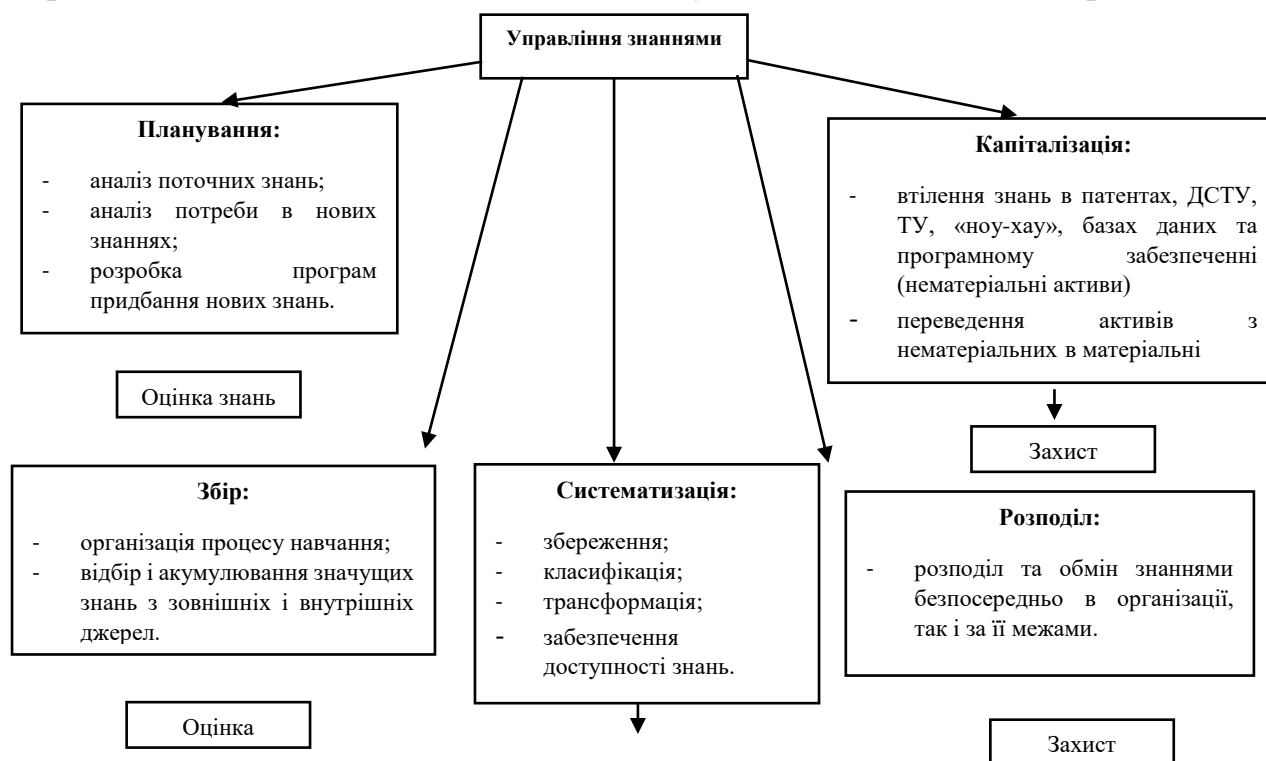 Управління знаннями
Планування:
- аналіз поточних знань;
- аналіз потреби в нових
знаннях;
- розробка програм
придбання нових знань.
Капіталізація:
- втілення знань в патентах, ДСТУ,
ТУ, «ноу-хау», базах даних та
програмному забезпеченні
(нематеріальні активи)
- переведення активів з
нематеріальних в матеріальні
Оцінка знань
Захист
Збір:
- організація процесу навчання;
- відбір і акумулювання значущих
знань з зовнішніх і внутрішніх
джерел.
Систематизація:
- збереження;
- класифікація;
- трансформація;
- забезпечення
доступності знань.
Розподіл:
- розподіл та обмін знаннями
безпосередньо в організації,
так і за її межами.
Оцінка
Захист